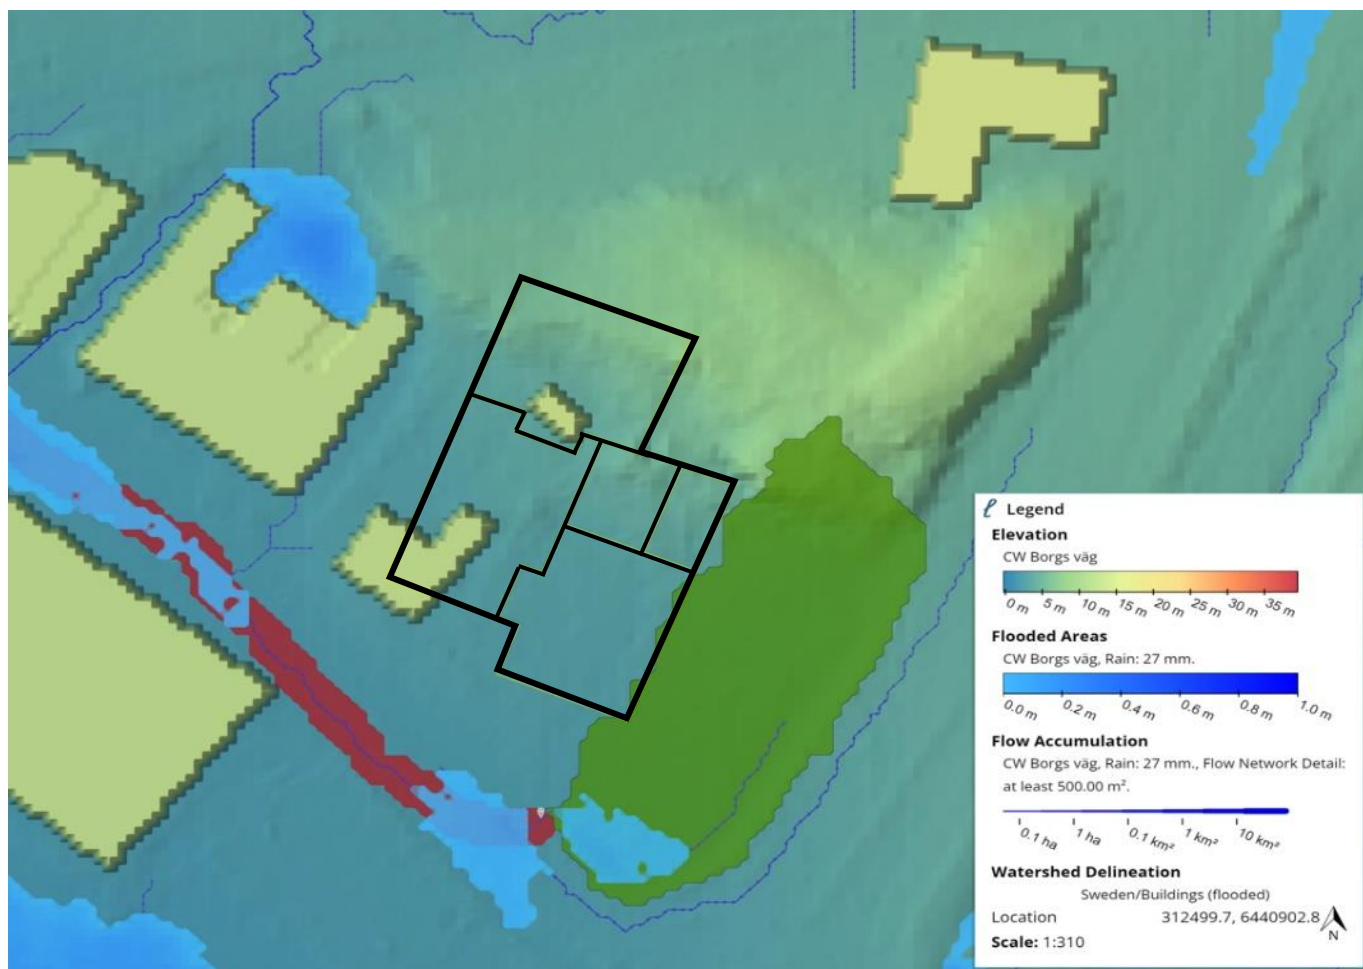 Legend
Elevation
CW Borgs väg
0 m 5 m 10 m 15 m 20 m 25 m 30 m 35 m
Flooded Areas
CW Borgs väg, Rain: 27 mm.
0.0 m 0.2 m 0.4 m 0.6 m 0.8 m 1.0 m
Flow Accumulation
CW Borgs väg, Rain: 27 mm., Flow Network Detail:
at least 500.00 m².
0.1 ha 1 ha 0.1 km² 1 km² 10 km²
Watershed Delineation
Sweden/Buildings (flooded)
Location 312499.7, 6440902.8
Scale: 1:310
N